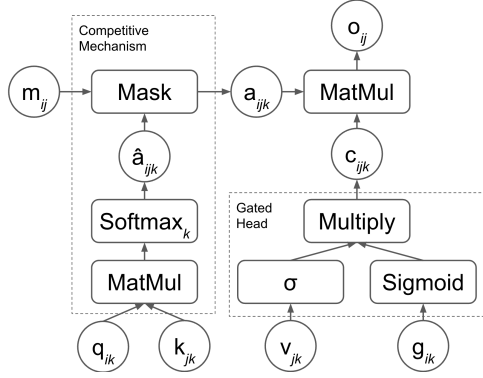 o_ij
Competitive
Mechanism
m_ij
Mask
a_ijk
MatMul
â_ijk
c_ijk
Gated
Head
Softmax_k
Multiply
MatMul
σ
Sigmoid
q_ik
k_jk
v_jk
g_ik